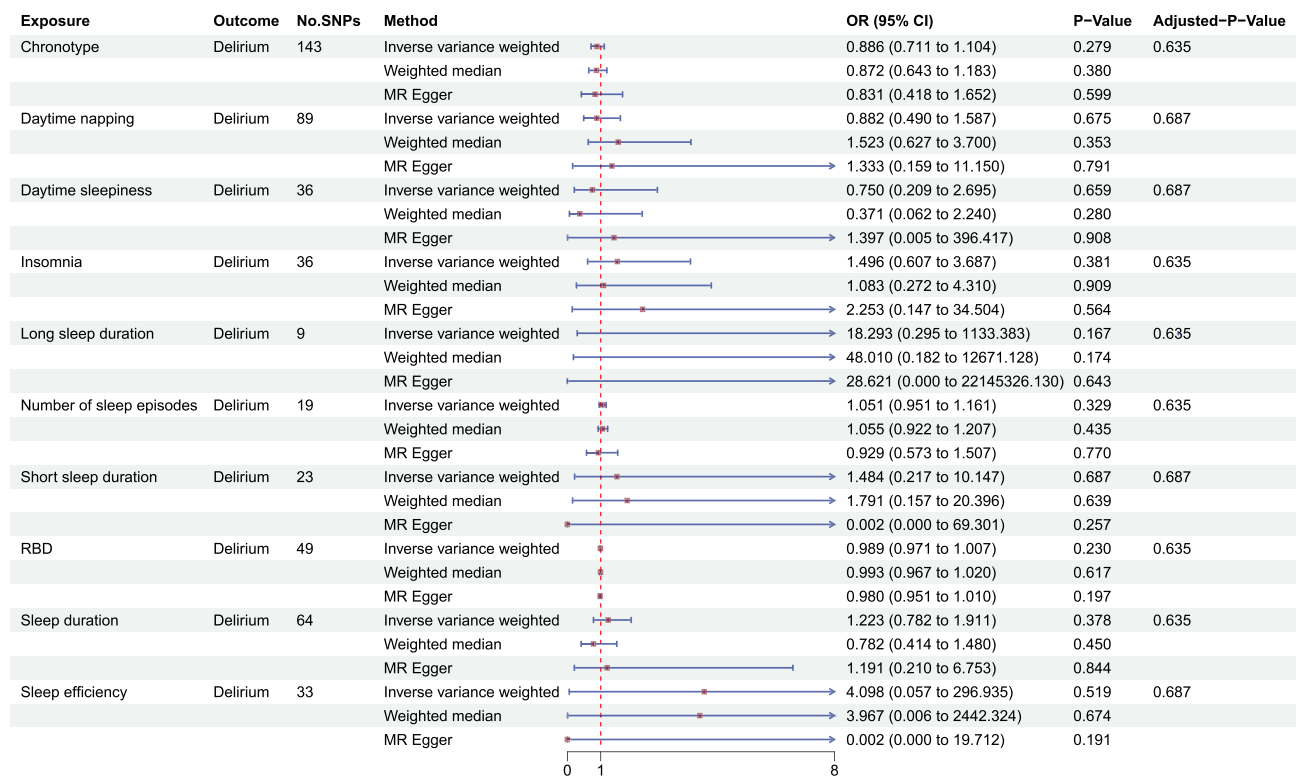 Exposure Outcome No.SNPs Method OR (95% CI) P−Value Adjusted−P−Value
Chronotype Delirium 143 Inverse variance weighted 0.886 (0.711 to 1.104) 0.279 0.635
Weighted median 0.872 (0.643 to 1.183) 0.380
MR Egger 0.831 (0.418 to 1.652) 0.599
Daytime napping Delirium 89 Inverse variance weighted 0.882 (0.490 to 1.587) 0.675 0.687
Weighted median 1.523 (0.627 to 3.700) 0.353
MR Egger 1.333 (0.159 to 11.150) 0.791
Daytime sleepiness Delirium 36 Inverse variance weighted 0.750 (0.209 to 2.695) 0.659 0.687
Weighted median 0.371 (0.062 to 2.240) 0.280
MR Egger 1.397 (0.005 to 396.417) 0.908
Insomnia Delirium 36 Inverse variance weighted 1.496 (0.607 to 3.687) 0.381 0.635
Weighted median 1.083 (0.272 to 4.310) 0.909
MR Egger 2.253 (0.147 to 34.504) 0.564
Long sleep duration Delirium 9 Inverse variance weighted 18.293 (0.295 to 1133.383) 0.167 0.635
Weighted median 48.010 (0.182 to 12671.128) 0.174
MR Egger 28.621 (0.000 to 22145326.130) 0.643
Number of sleep episodes Delirium 19 Inverse variance weighted 1.051 (0.951 to 1.161) 0.329 0.635
Weighted median 1.055 (0.922 to 1.207) 0.435
MR Egger 0.929 (0.573 to 1.507) 0.770
Short sleep duration Delirium 23 Inverse variance weighted 1.484 (0.217 to 10.147) 0.687 0.687
Weighted median 1.791 (0.157 to 20.396) 0.639
MR Egger 0.002 (0.000 to 69.301) 0.257
RBD Delirium 49 Inverse variance weighted 0.989 (0.971 to 1.007) 0.230 0.635
Weighted median 0.993 (0.967 to 1.020) 0.617
MR Egger 0.980 (0.951 to 1.010) 0.197
Sleep duration Delirium 64 Inverse variance weighted 1.223 (0.782 to 1.911) 0.378 0.635
Weighted median 0.782 (0.414 to 1.480) 0.450
MR Egger 1.191 (0.210 to 6.753) 0.844
Sleep efficiency Delirium 33 Inverse variance weighted 4.098 (0.057 to 296.935) 0.519 0.687
Weighted median 3.967 (0.006 to 2442.324) 0.674
MR Egger 0.002 (0.000 to 19.712) 0.191
0 1 8